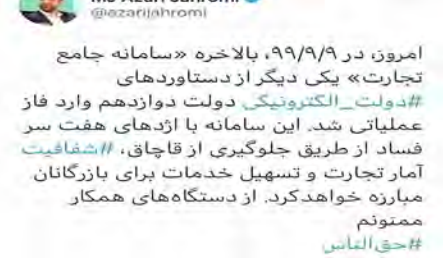 @azarijahromi
امروز، در ۹۹/۹/۹، بالاخره «سامانه جامع
تجارت» یکی دیگر از دستاوردهای
#دولت_الکترونیکی دولت دوازدهم وارد فاز
عملیاتی شد. این سامانه با اژدهای هفت سر
فساد از طریق جلوگیری از قاچاق، #شفافیت
آمار تجارت و تسهیل خدمات برای بازرگانان
مبارزه خواهدکرد. از دستگاه‌های همکار
ممنونم
#حق‌الناس